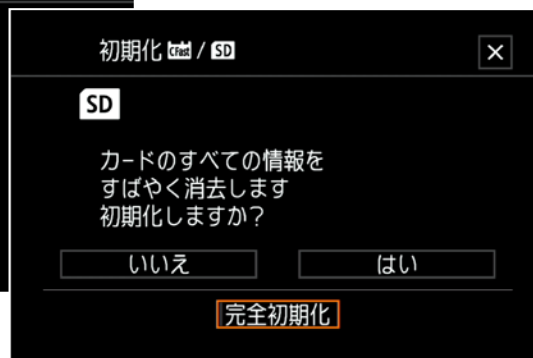 初期化 CFast / SD
SD
カードのすべての情報を
すばやく消去します
初期化しますか?
いいえ
はい
完全初期化